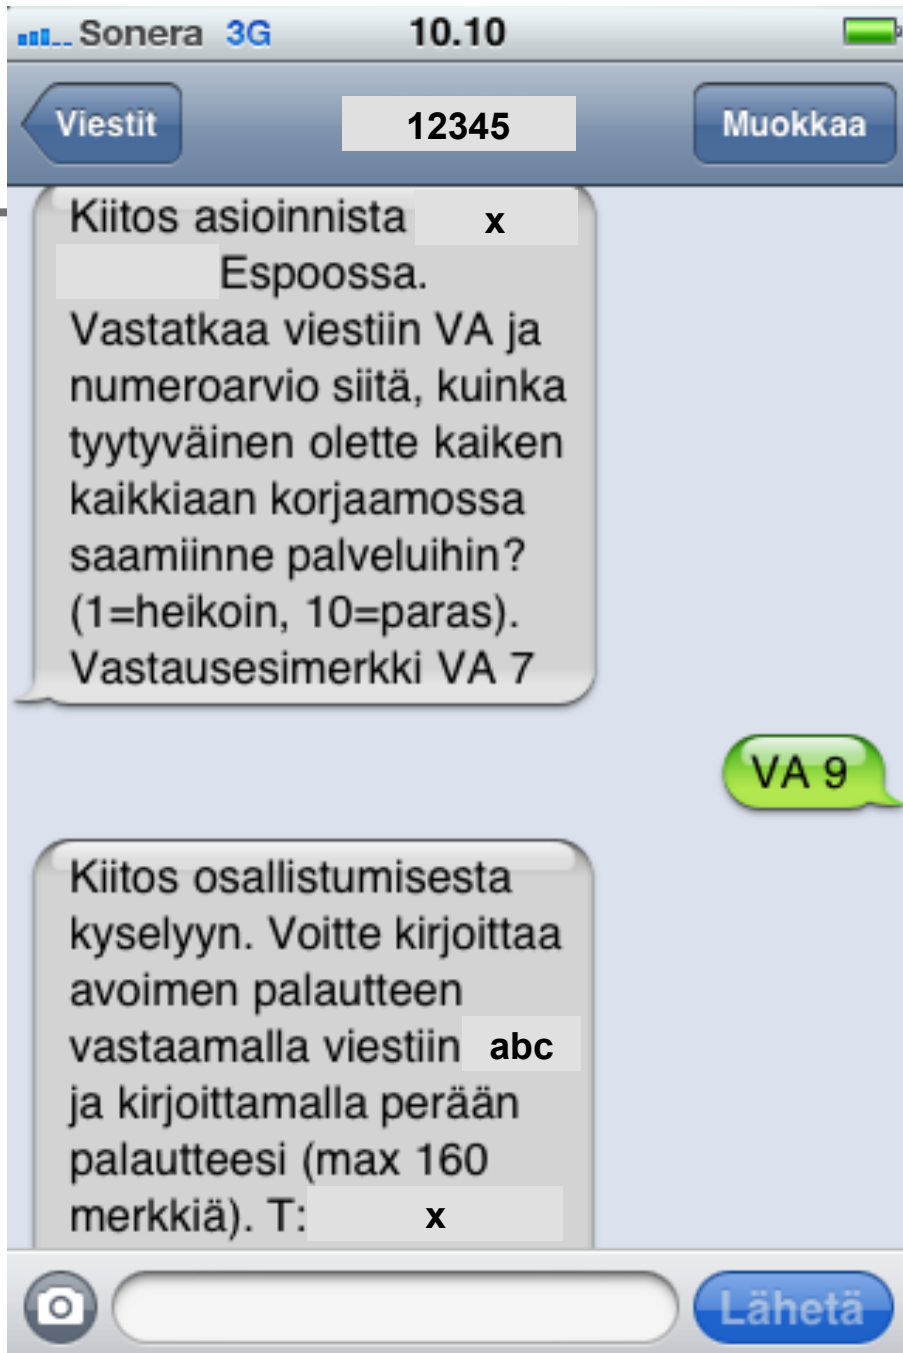 Sonera 3G 10.10
Viestit 12345 Muokkaa
Kiitos asioinnista x
Espoossa.
Vastatkaa viestiin VA ja
numeroarvio siitä, kuinka
tyytyväinen olette kaiken
kaikkiaan korjaamossa
saamiinne palveluihin?
(1=heikoin, 10=paras).
Vastausesimerkki VA 7
VA 9
Kiitos osallistumisesta
kyselyyn. Voitte kirjoittaa
avoimen palautteen
vastaamalla viestiin abc
ja kirjoittamalla perään
palautteesi (max 160
merkkiä). T: x
Lähetä